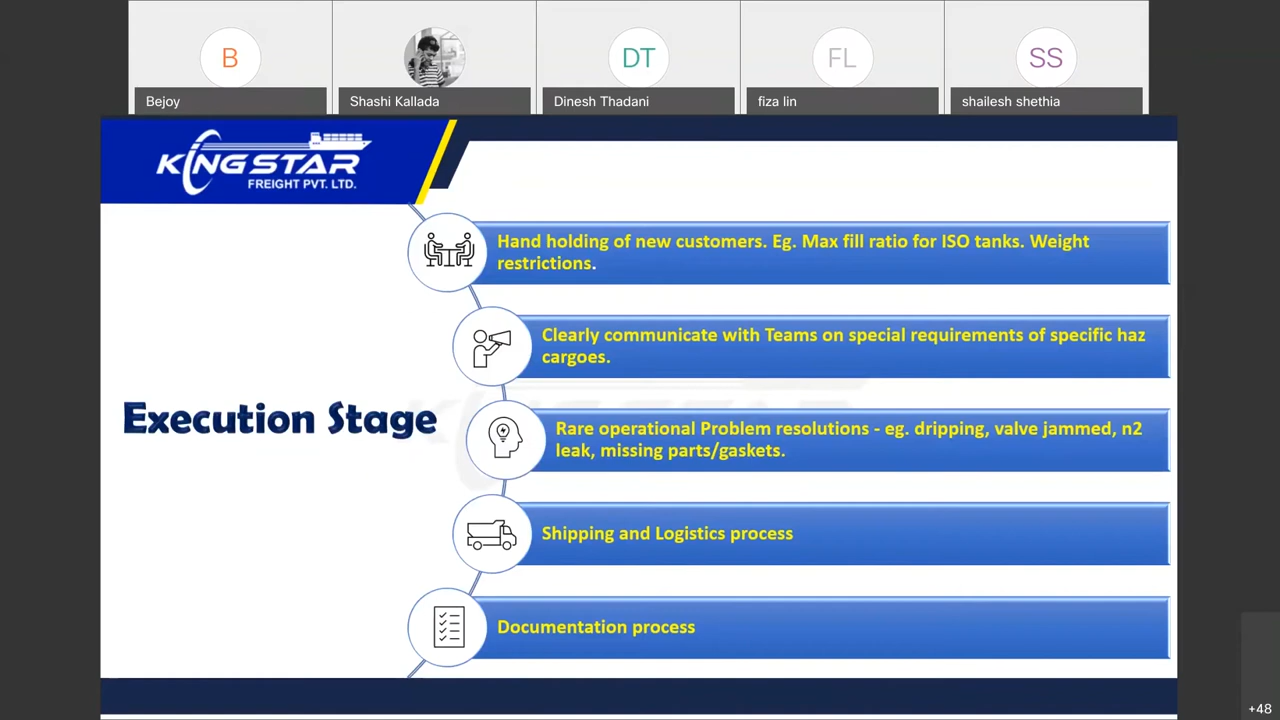 B
DT
FL
SS
Bejoy
Shashi Kallada
Dinesh Thadani
fiza lin
shailesh shethia
KINGSTAR
FREIGHT PVT. LTD.
Hand holding of new customers. Eg. Max fill ratio for ISO tanks. Weight
restrictions.
Clearly communicate with Teams on special requirements of specific haz
cargoes.
Execution Stage
Rare operational Problem resolutions - eg. dripping, valve jammed, n2
leak, missing parts/gaskets.
Shipping and Logistics process
Documentation process
+48